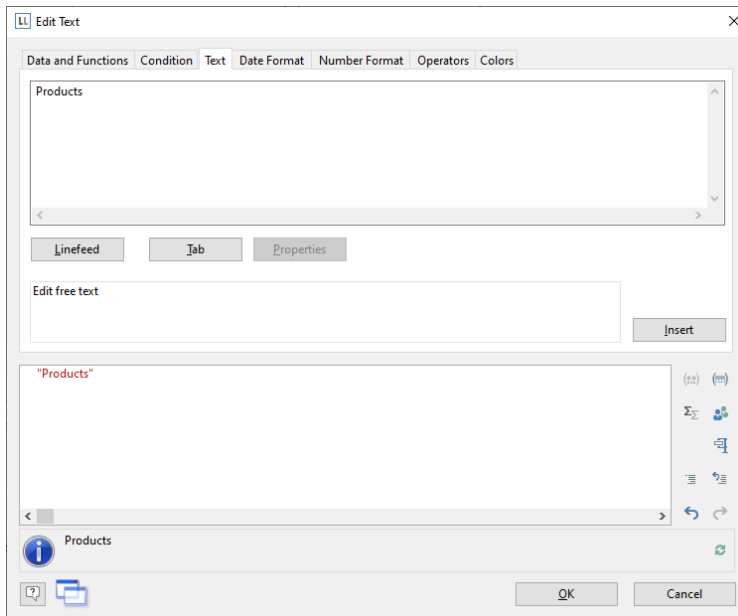 LL Edit Text
Data and Functions Condition Text Date Format Number Format Operators Colors
Products
Linefeed Tab Properties
Edit free text
Insert
"Products"
Products
OK Cancel